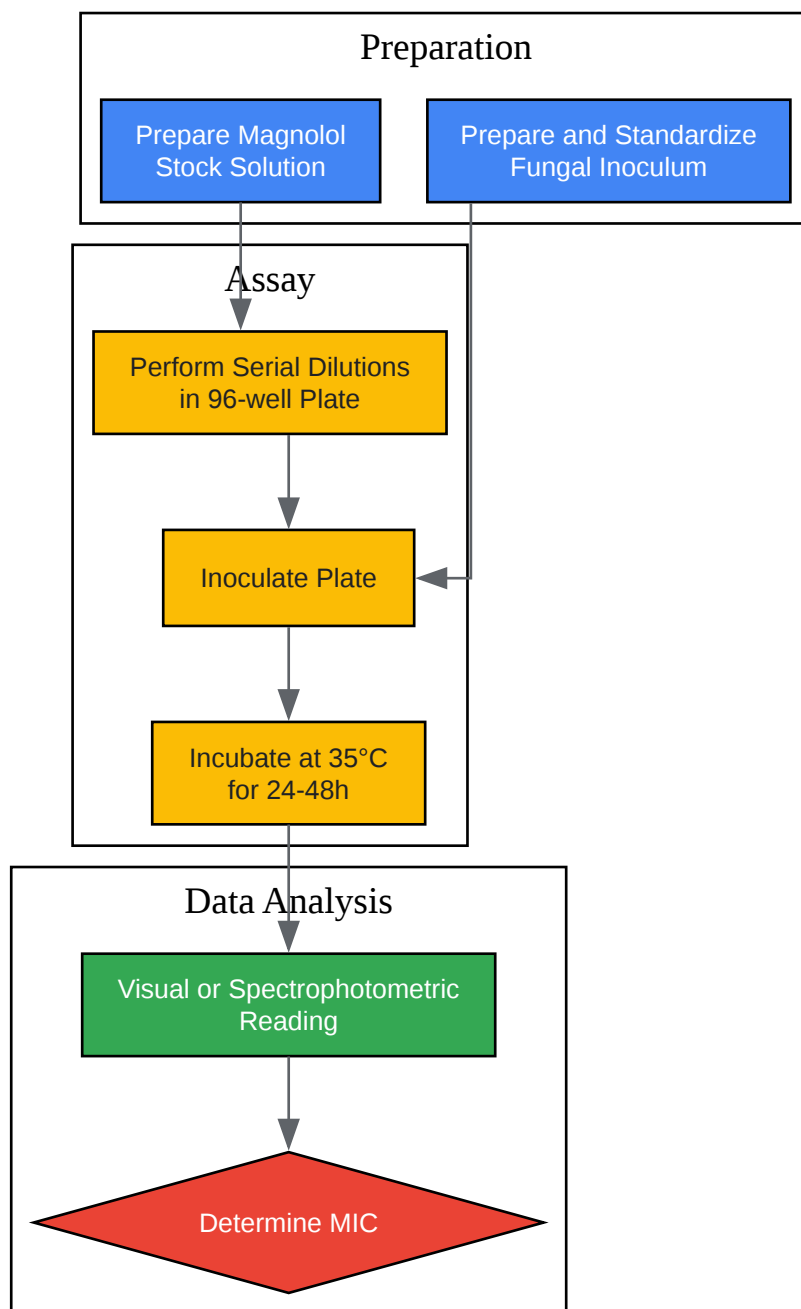 Preparation
Prepare Magnolol
Stock Solution
Prepare and Standardize
Fungal Inoculum
Assay
Perform Serial Dilutions
in 96-well Plate
Inoculate Plate
Incubate at 35°C
for 24-48h
Data Analysis
Visual or Spectrophotometric
Reading
Determine MIC